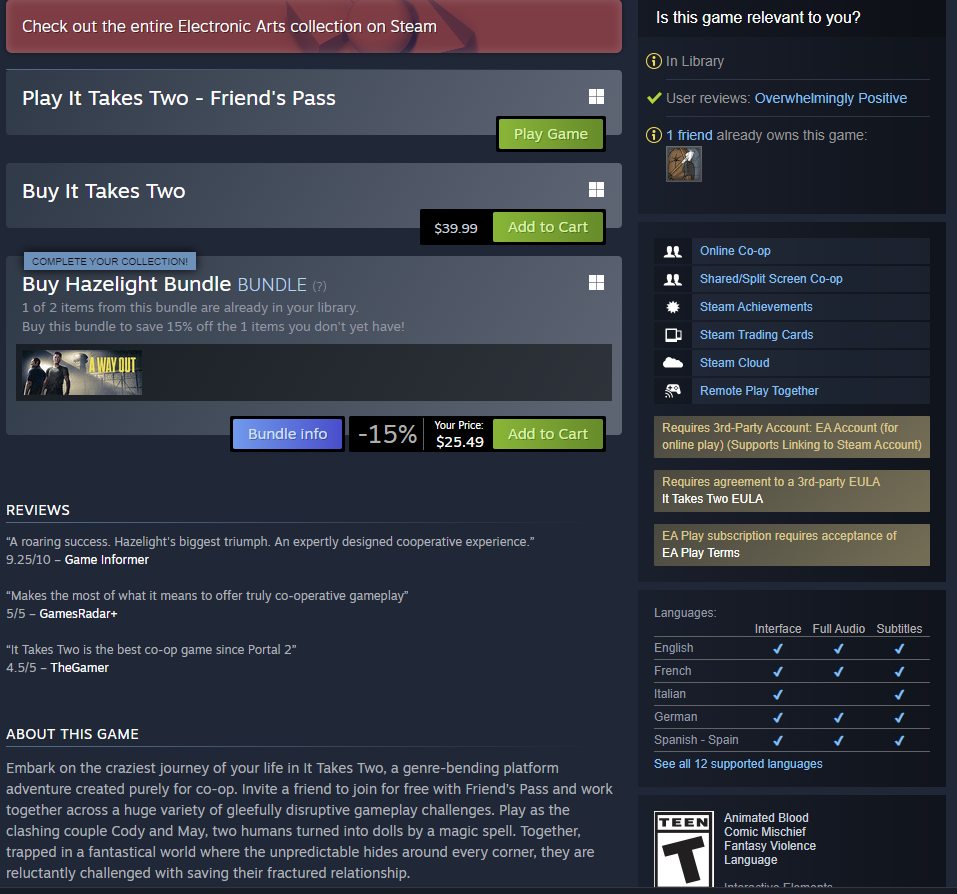 Check out the entire Electronic Arts collection on Steam
Play It Takes Two - Friend's Pass
Play Game
Buy It Takes Two
$39.99
Add to Cart
COMPLETE YOUR COLLECTION!
Buy Hazelight Bundle BUNDLE (?)
1 of 2 items from this bundle are already in your library.
Buy this bundle to save 15% off the 1 items you don't yet have!
A WAY OUT
Bundle info
-15%
Your Price:
$25.49
Add to Cart
REVIEWS
“A roaring success. Hazelight's biggest triumph. An expertly designed cooperative experience.”
9.25/10 – Game Informer
“Makes the most of what it means to offer truly co-operative gameplay”
5/5 – GamesRadar+
“It Takes Two is the best co-op game since Portal 2”
4.5/5 – TheGamer
ABOUT THIS GAME
Embark on the craziest journey of your life in It Takes Two, a genre-bending platform
adventure created purely for co-op. Invite a friend to join for free with Friend's Pass and work
together across a huge variety of gleefully disruptive gameplay challenges. Play as the
clashing couple Cody and May, two humans turned into dolls by a magic spell. Together,
trapped in a fantastical world where the unpredictable hides around every corner, they are
reluctantly challenged with saving their fractured relationship.
Is this game relevant to you?
In Library
User reviews: Overwhelmingly Positive
1 friend already owns this game:
Online Co-op
Shared/Split Screen Co-op
Steam Achievements
Steam Trading Cards
Steam Cloud
Remote Play Together
Requires 3rd-Party Account: EA Account (for
online play) (Supports Linking to Steam Account)
Requires agreement to a 3rd-party EULA
It Takes Two EULA
EA Play subscription requires acceptance of
EA Play Terms
Languages:
Interface Full Audio Subtitles
English
French
Italian
German
Spanish - Spain
See all 12 supported languages
TEEN
T
Animated Blood
Comic Mischief
Fantasy Violence
Language
Interactive Elements